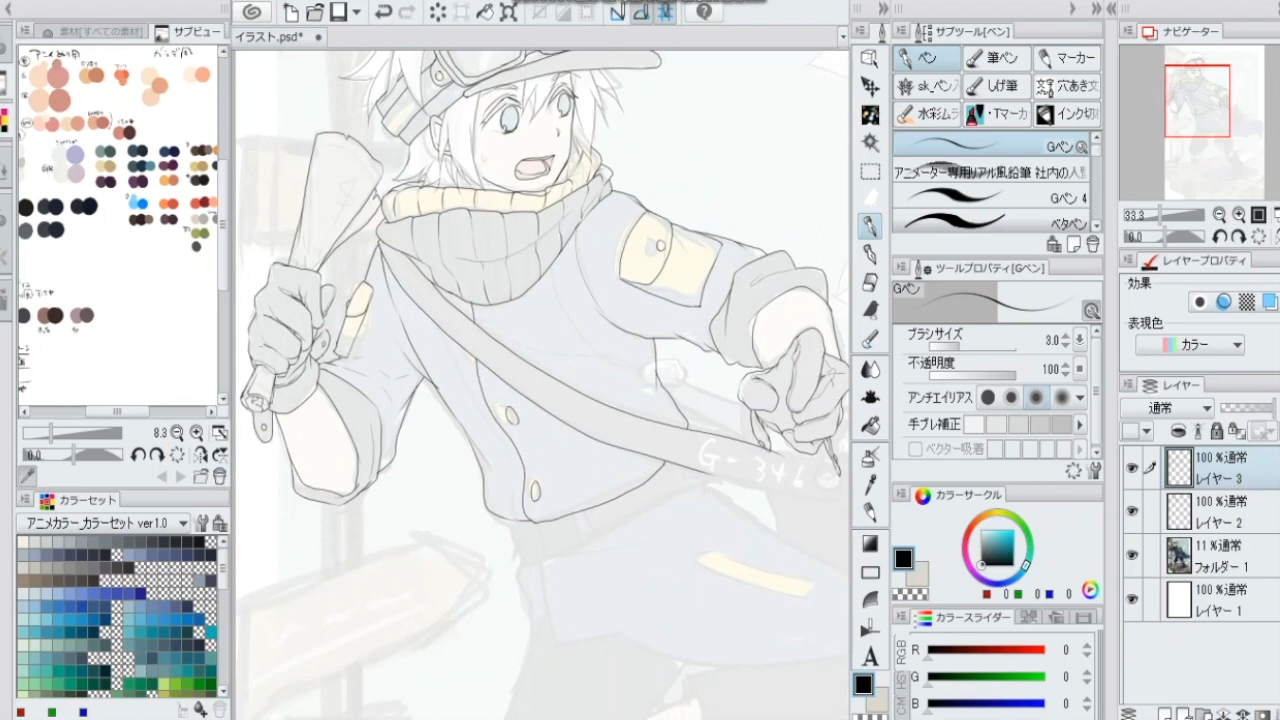 素材[すべての素材]
サブビュー
イラスト.psd*
サブツール[ペン]
ナビゲーター
ペン
筆ペン
マーカー
sk_ペン
しげ筆
穴あき文
水彩ムラ
・Tマーカ
インク切
Gペン
アニメーター専用リアル風鉛筆 社内の人
Gペン 4
ベタペン
33.3
0.0
ツールプロパティ[Gペン]
Gペン
ブラシサイズ
3.0
不透明度
100
アンチエイリアス
手ブレ補正
ベクター吸着
レイヤープロパティ
効果
表現色
カラー
レイヤー
通常
100 %通常
レイヤー 3
100 %通常
レイヤー 2
11 %通常
フォルダー 1
100 %通常
レイヤー 1
8.3
0.0
カラーセット
アニメカラー_カラーセット ver1.0
カラーサークル
0
0
0
カラースライダー
RGB
R
0
G
0
B
0
G-346
A